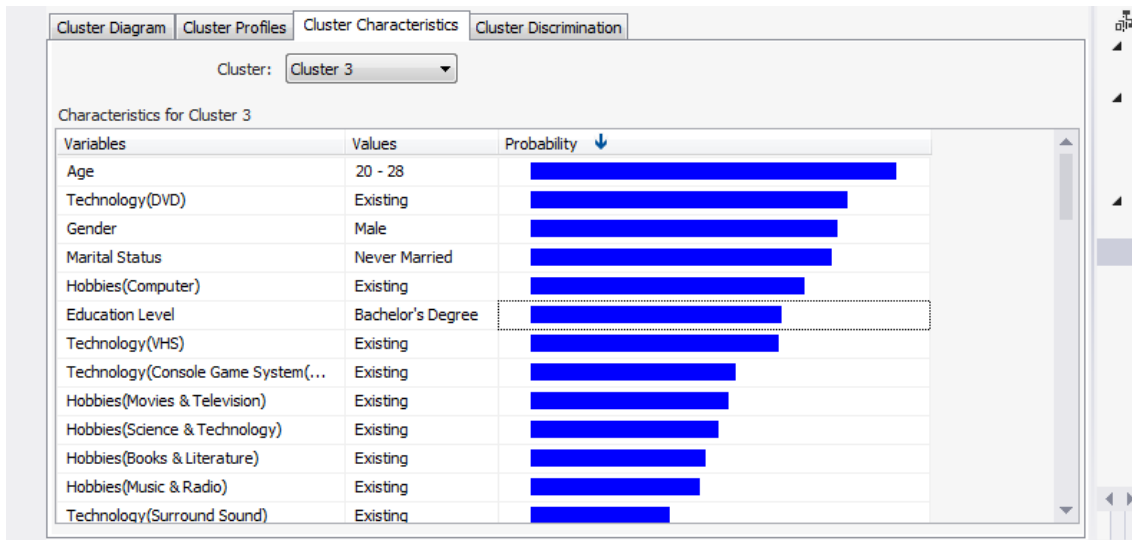 Cluster Diagram Cluster Profiles Cluster Characteristics Cluster Discrimination
Cluster: Cluster 3
Characteristics for Cluster 3
Variables Values Probability
Age 20 - 28
Technology(DVD) Existing
Gender Male
Marital Status Never Married
Hobbies(Computer) Existing
Education Level Bachelor's Degree
Technology(VHS) Existing
Technology(Console Game System(... Existing
Hobbies(Movies & Television) Existing
Hobbies(Science & Technology) Existing
Hobbies(Books & Literature) Existing
Hobbies(Music & Radio) Existing
Technology(Surround Sound) Existing